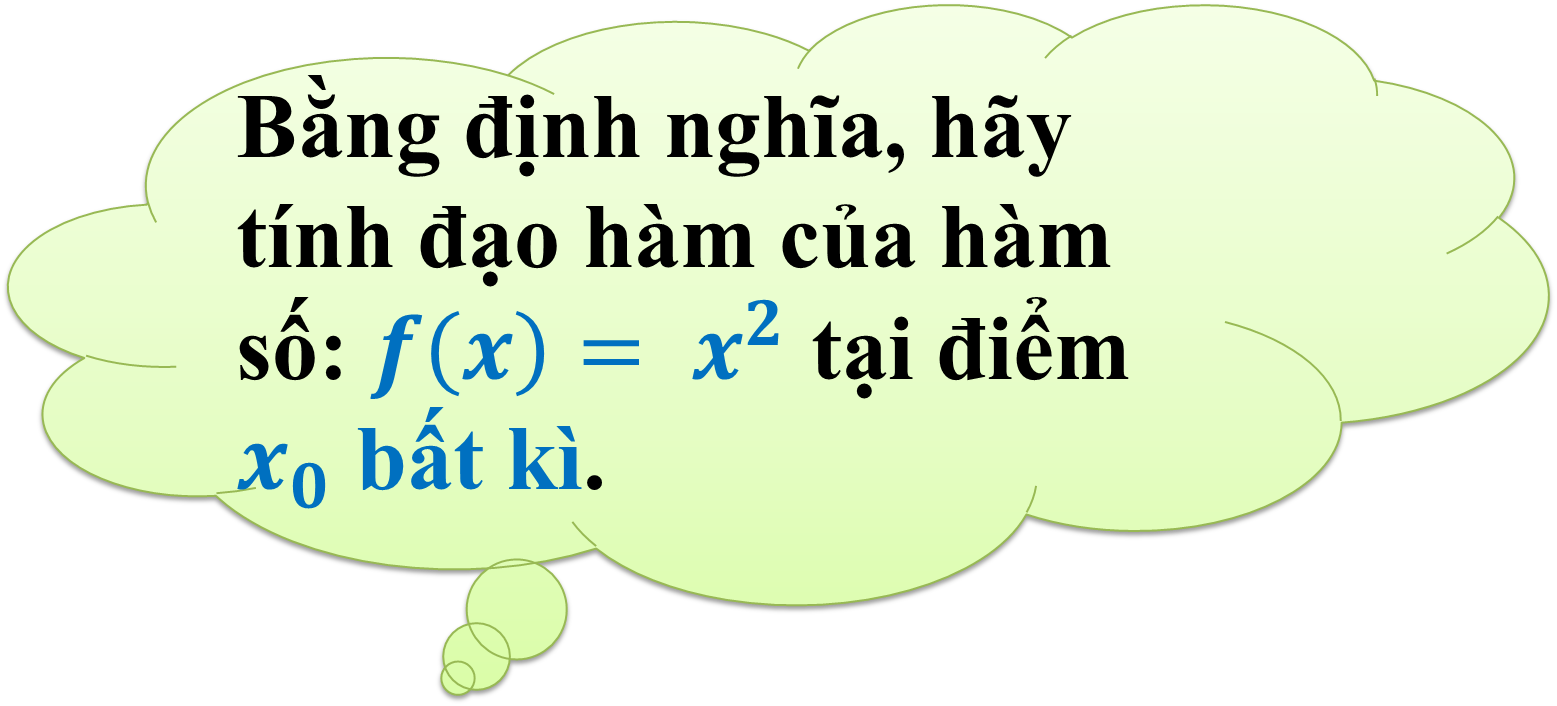 Bằng định nghĩa, hãy
tính đạo hàm của hàm
số: f(x) = x² tại điểm
x₀ bất kì.